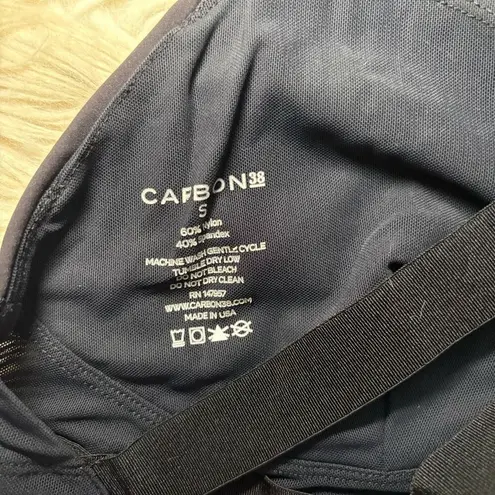 CARBON38
S
60% Nylon
40% Spandex
MACHINE WASH GENTLE CYCLE
TUMBLE DRY LOW
DO NOT BLEACH
DO NOT DRY CLEAN
RN 147857
WWW.CARBON38.COM
MADE IN USA